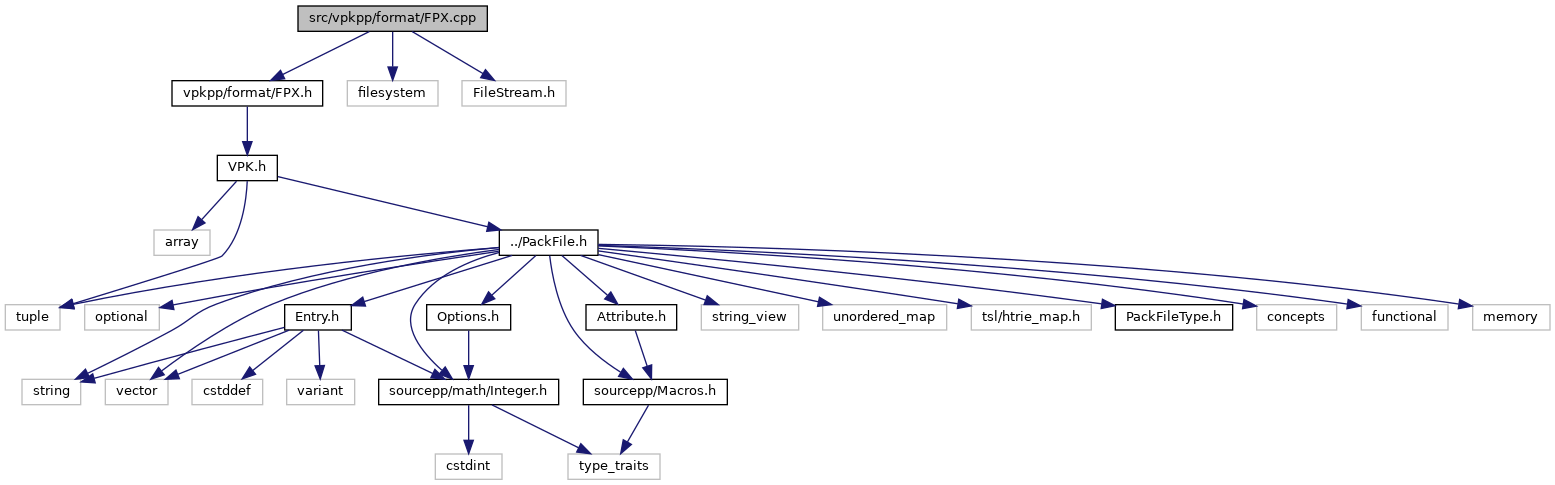 src/vpkpp/format/FPX.cpp
vpkpp/format/FPX.h
filesystem
FileStream.h
VPK.h
array
../PackFile.h
tuple
optional
Entry.h
Options.h
Attribute.h
string_view
unordered_map
tsl/htrie_map.h
PackFileType.h
concepts
functional
memory
string
vector
cstddef
variant
sourcepp/math/Integer.h
sourcepp/Macros.h
cstdint
type_traits